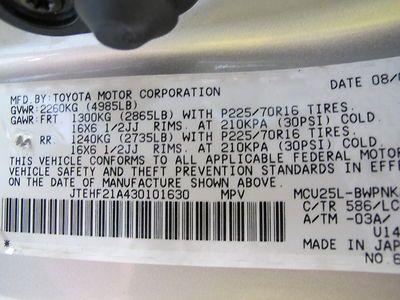 MFD.BY:TOYOTA MOTOR CORPORATION DATE 08/
GVWR:2260KG (4985LB)
GAWR:FRT 1300KG (2865LB) WITH P225/70R16 TIRES.
16X6 1/2JJ RIMS. AT 210KPA (30PSI) COLD.
RR. 1240KG (2735LB) WITH P225/70R16 TIRES.
16X6 1/2JJ RIMS. AT 210KPA (30PSI) COLD.
THIS VEHICLE CONFORMS TO ALL APPLICABLE FEDERAL MOTOR
VEHICLE SAFETY AND THEFT PREVENTION STANDARDS IN EFFE
ON THE DATE OF MANUFACTURE SHOWN ABOVE.
JTEHF21A430101630 MPV MCU25L-BWPNK
C/TR 586/LC
A/TM -03A/
U14
MADE IN JAP
NO.6